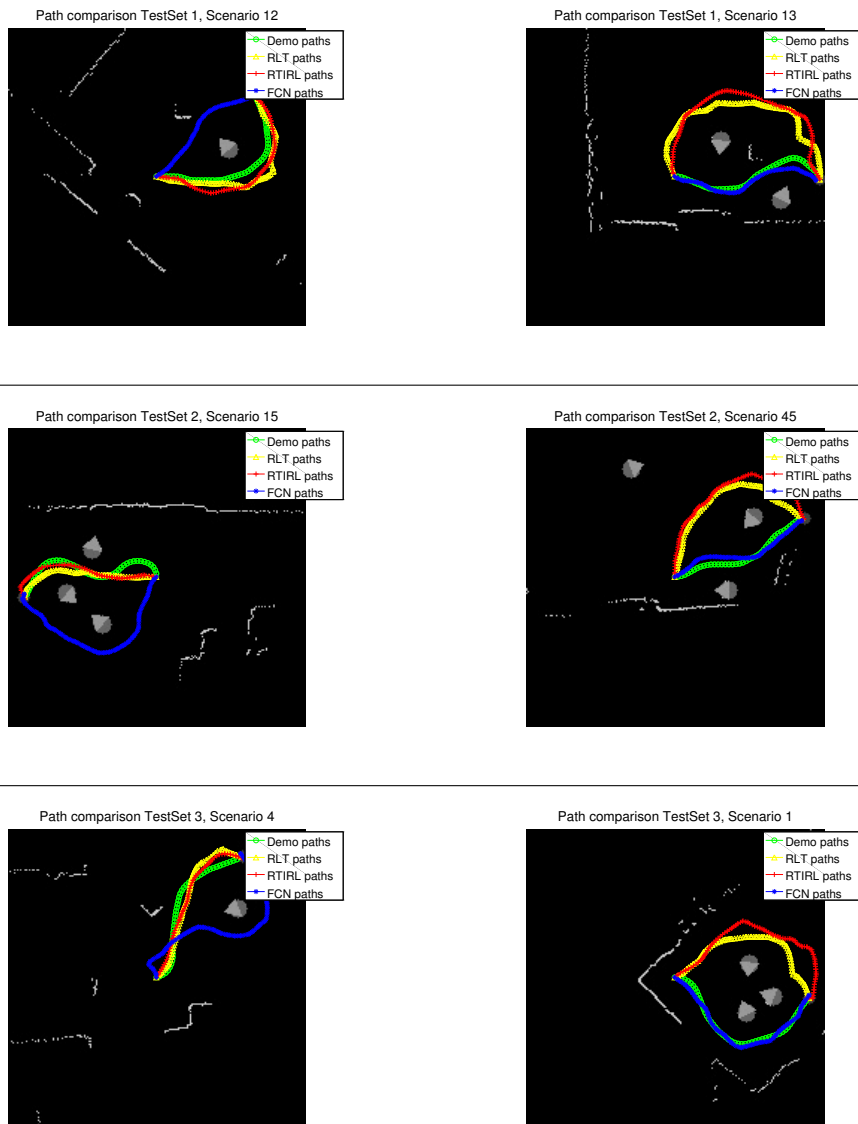 Path comparison TestSet 1, Scenario 12
Demo paths
RLT paths
RTIRL paths
FCN paths
Path comparison TestSet 1, Scenario 13
Demo paths
RLT paths
RTIRL paths
FCN paths
Path comparison TestSet 2, Scenario 15
Demo paths
RLT paths
RTIRL paths
FCN paths
Path comparison TestSet 2, Scenario 45
Demo paths
RLT paths
RTIRL paths
FCN paths
Path comparison TestSet 3, Scenario 4
Demo paths
RLT paths
RTIRL paths
FCN paths
Path comparison TestSet 3, Scenario 1
Demo paths
RLT paths
RTIRL paths
FCN paths